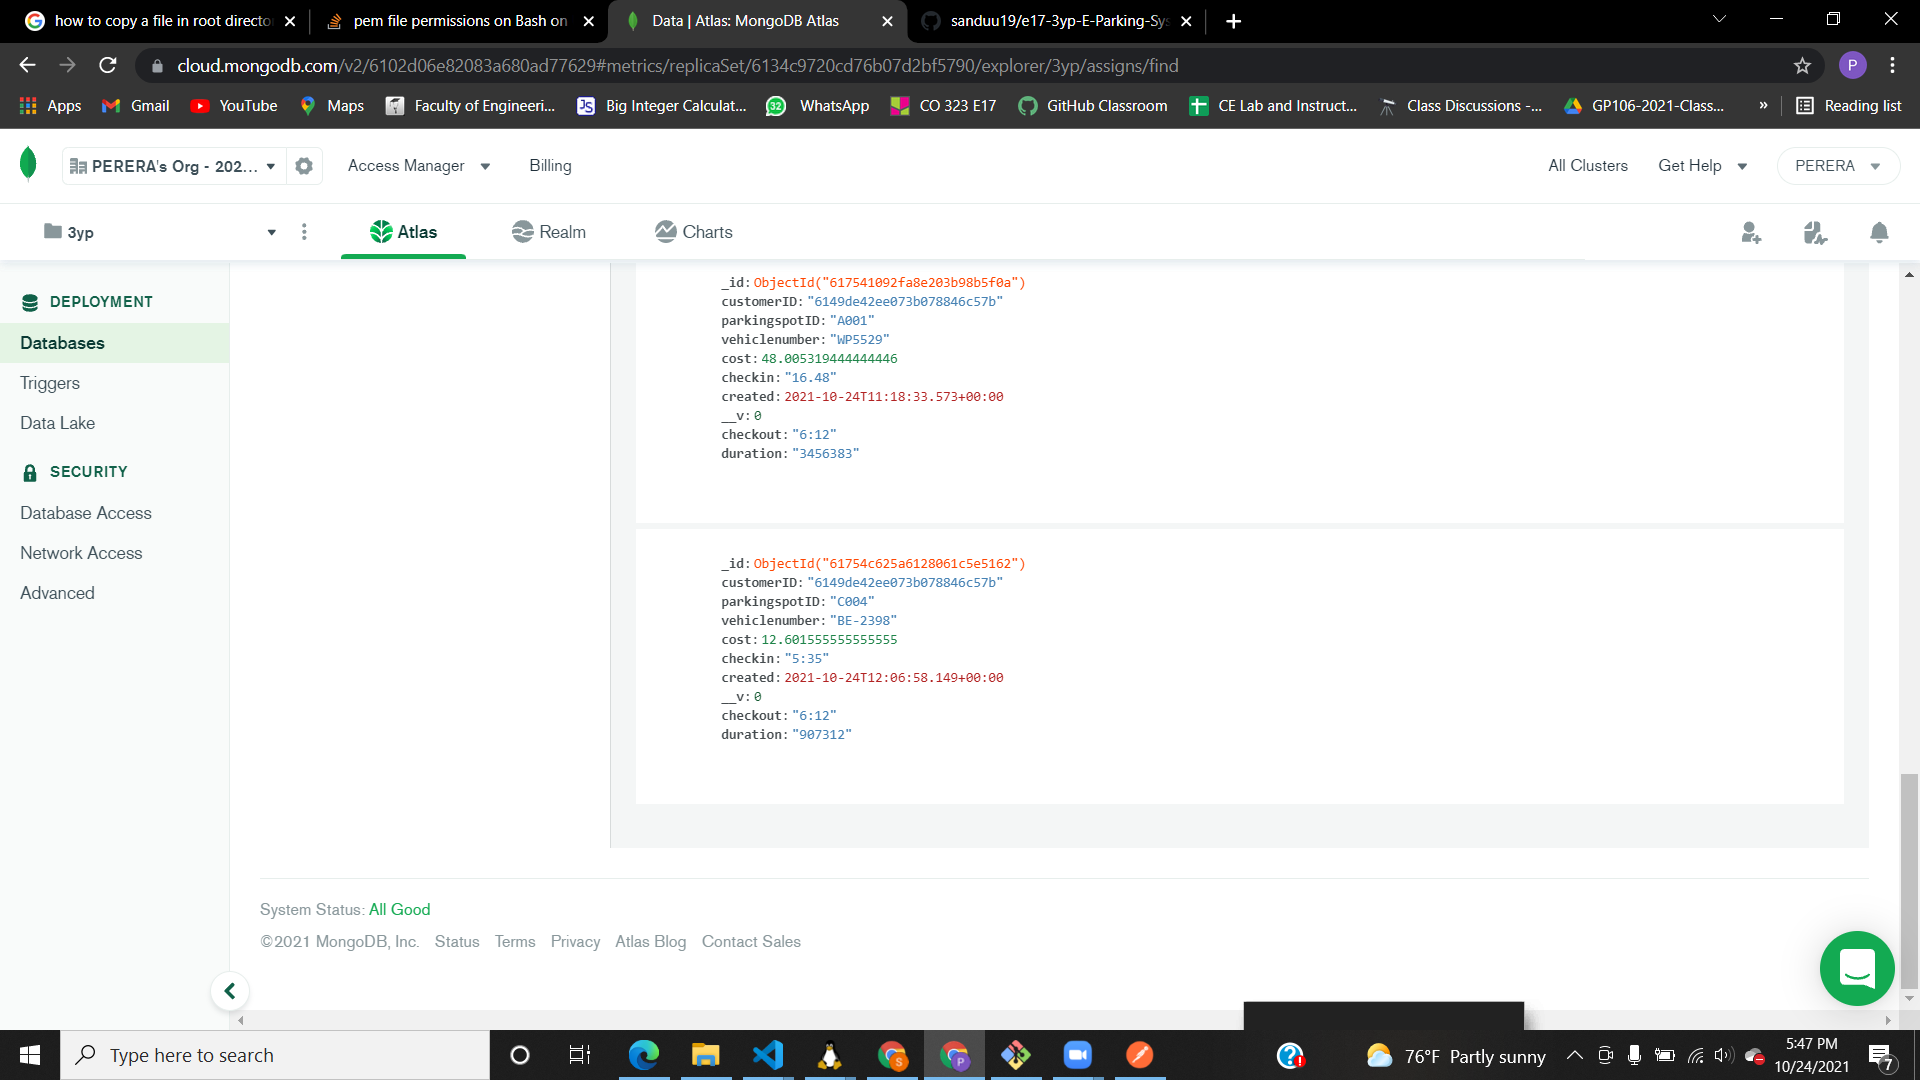 how to copy a file in root directo
pem file permissions on Bash on
Data | Atlas: MongoDB Atlas
sanduu19/e17-3yp-E-Parking-Sys
cloud.mongodb.com/v2/6102d06e82083a680ad77629#metrics/replicaSet/6134c9720cd76b07d2bf5790/explorer/3yp/assigns/find
P
Apps Gmail YouTube Maps Faculty of Engineeri... Big Integer Calculat... 32 WhatsApp CO 323 E17 GitHub Classroom CE Lab and Instruct... Class Discussions -... GP106-2021-Class... » Reading list
PERERA's Org - 202... Access Manager Billing All Clusters Get Help PERERA
3yp Atlas Realm Charts
DEPLOYMENT
Databases
Triggers
Data Lake
SECURITY
Database Access
Network Access
Advanced
_id: ObjectId("617541092fa8e203b98b5f0a")
customerID: "6149de42ee073b078846c57b"
parkingspotID: "A001"
vehiclenumber: "WP5529"
cost: 48.005319444444446
checkin: "16.48"
created: 2021-10-24T11:18:33.573+00:00
__v: 0
checkout: "6:12"
duration: "3456383"
_id: ObjectId("61754c625a6128061c5e5162")
customerID: "6149de42ee073b078846c57b"
parkingspotID: "C004"
vehiclenumber: "BE-2398"
cost: 12.601555555555555
checkin: "5:35"
created: 2021-10-24T12:06:58.149+00:00
__v: 0
checkout: "6:12"
duration: "907312"
System Status: All Good
©2021 MongoDB, Inc. Status Terms Privacy Atlas Blog Contact Sales
Type here to search
76°F Partly sunny
5:47 PM
10/24/2021
7